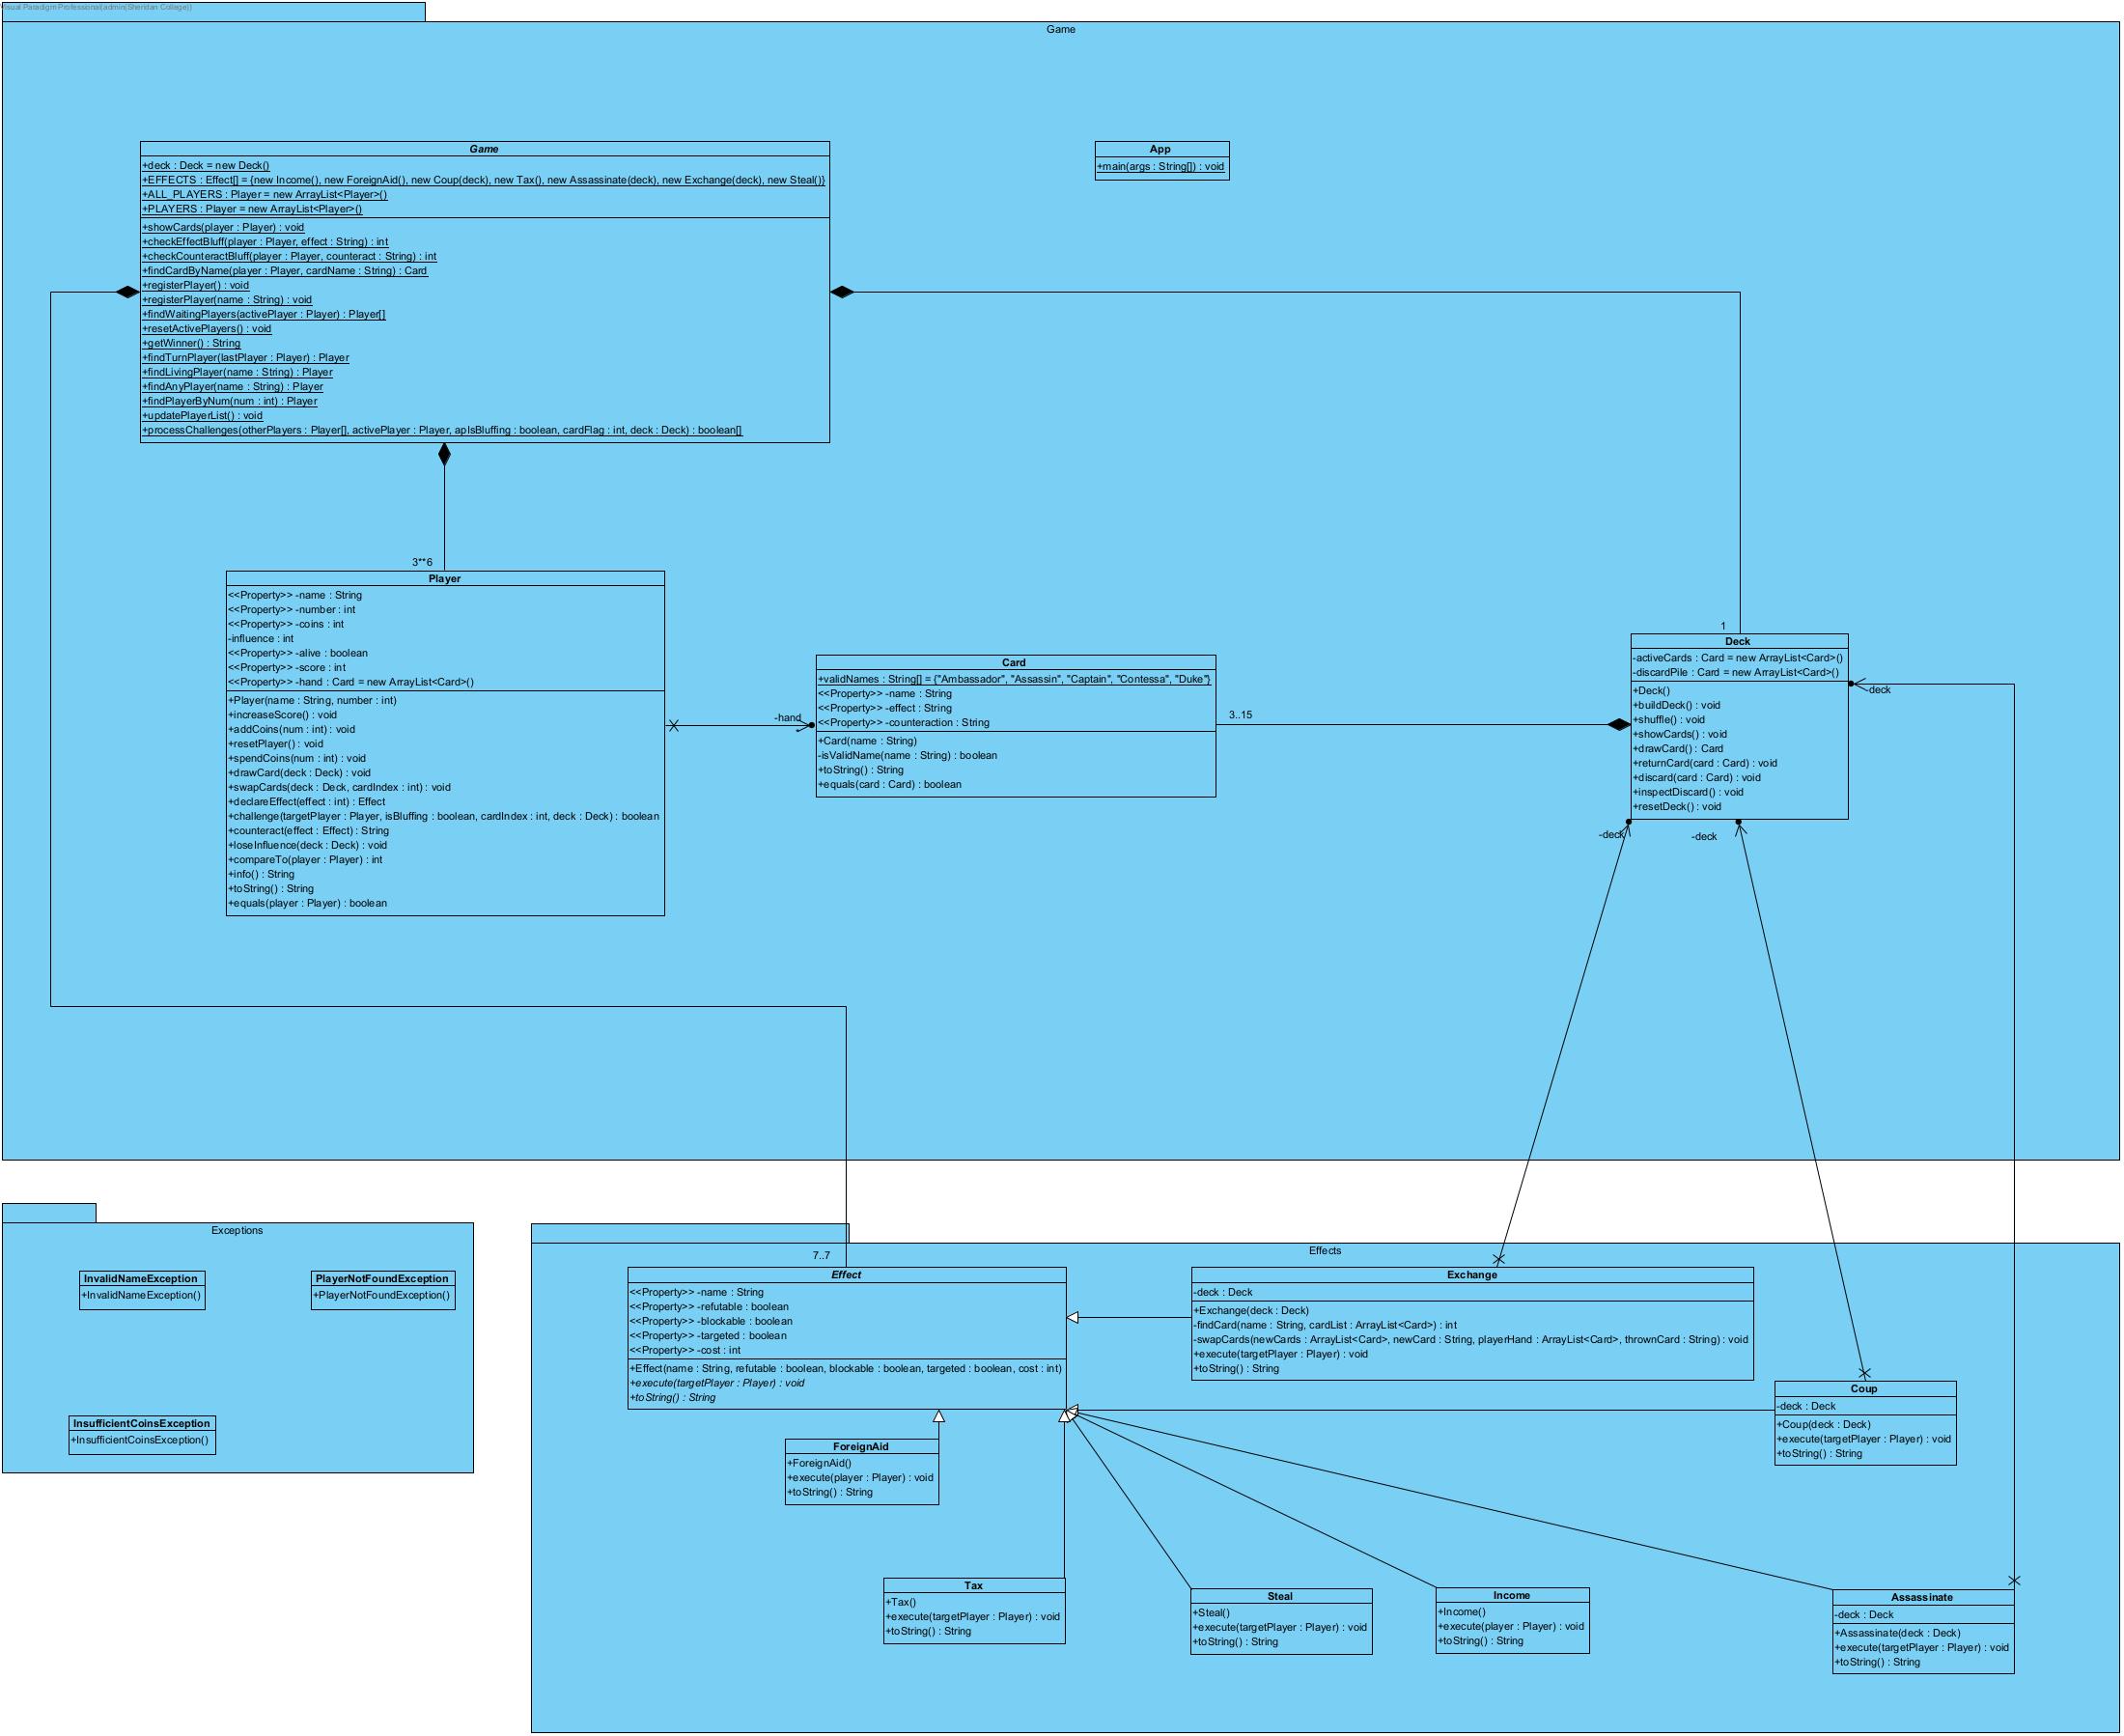 Visual Paradigm Professional(admin(Sheridan College))
Game
Game
+deck : Deck = new Deck()
+EFFECTS : Effect[] = {new Income(), new ForeignAid(), new Coup(deck), new Tax(), new Assassinate(deck), new Exchange(deck), new Steal()}
+ALL_PLAYERS : Player = new ArrayList<Player>()
+PLAYERS : Player = new ArrayList<Player>()
+showCards(player : Player) : void
+checkEffectBluff(player : Player, effect : String) : int
+checkCounteractBluff(player : Player, counteract : String) : int
+findCardByName(player : Player, cardName : String) : Card
+registerPlayer() : void
+registerPlayer(name : String) : void
+findWaitingPlayers(activePlayer : Player) : Player[]
+resetActivePlayers() : void
+getWinner() : String
+findTurnPlayer(lastPlayer : Player) : Player
+findLivingPlayer(name : String) : Player
+findAnyPlayer(name : String) : Player
+findPlayerByNum(num : int) : Player
+updatePlayerList() : void
+processChallenges(otherPlayers : Player[], activePlayer : Player, apIsBluffing : boolean, cardFlag : int, deck : Deck) : boolean[]
App
+main(args : String[]) : void
3**6
Player
<<Property>> -name : String
<<Property>> -number : int
<<Property>> -coins : int
-influence : int
<<Property>> -alive : boolean
<<Property>> -score : int
<<Property>> -hand : Card = new ArrayList<Card>()
+Player(name : String, number : int)
+increaseScore() : void
+addCoins(num : int) : void
+resetPlayer() : void
+spendCoins(num : int) : void
+drawCard(deck : Deck) : void
+swapCards(deck : Deck, cardIndex : int) : void
+declareEffect(effect : int) : Effect
+challenge(targetPlayer : Player, isBluffing : boolean, cardIndex : int, deck : Deck) : boolean
+counteract(effect : Effect) : String
+loseInfluence(deck : Deck) : void
+compareTo(player : Player) : int
+info() : String
+toString() : String
+equals(player : Player) : boolean
-hand
Card
+validNames : String[] = {"Ambassador", "Assassin", "Captain", "Contessa", "Duke"}
<<Property>> -name : String
<<Property>> -effect : String
<<Property>> -counteraction : String
+Card(name : String)
-isValidName(name : String) : boolean
+toString() : String
+equals(card : Card) : boolean
3..15
1
Deck
-activeCards : Card = new ArrayList<Card>()
-discardPile : Card = new ArrayList<Card>()
+Deck()
+buildDeck() : void
+shuffle() : void
+showCards() : void
+drawCard() : Card
+returnCard(card : Card) : void
+discard(card : Card) : void
+inspectDiscard() : void
+resetDeck() : void
-deck
-deck
-deck
Exceptions
InvalidNameException
+InvalidNameException()
PlayerNotFoundException
+PlayerNotFoundException()
InsufficientCoinsException
+InsufficientCoinsException()
Effects
7..7
Effect
<<Property>> -name : String
<<Property>> -refutable : boolean
<<Property>> -blockable : boolean
<<Property>> -targeted : boolean
<<Property>> -cost : int
+Effect(name : String, refutable : boolean, blockable : boolean, targeted : boolean, cost : int)
+execute(targetPlayer : Player) : void
+toString() : String
Exchange
-deck : Deck
+Exchange(deck : Deck)
-findCard(name : String, cardList : ArrayList<Card>) : int
-swapCards(newCards : ArrayList<Card>, newCard : String, playerHand : ArrayList<Card>, thrownCard : String) : void
+execute(targetPlayer : Player) : void
+toString() : String
Coup
-deck : Deck
+Coup(deck : Deck)
+execute(targetPlayer : Player) : void
+toString() : String
ForeignAid
+ForeignAid()
+execute(player : Player) : void
+toString() : String
Tax
+Tax()
+execute(targetPlayer : Player) : void
+toString() : String
Steal
+Steal()
+execute(targetPlayer : Player) : void
+toString() : String
Income
+Income()
+execute(player : Player) : void
+toString() : String
Assassinate
-deck : Deck
+Assassinate(deck : Deck)
+execute(targetPlayer : Player) : void
+toString() : String